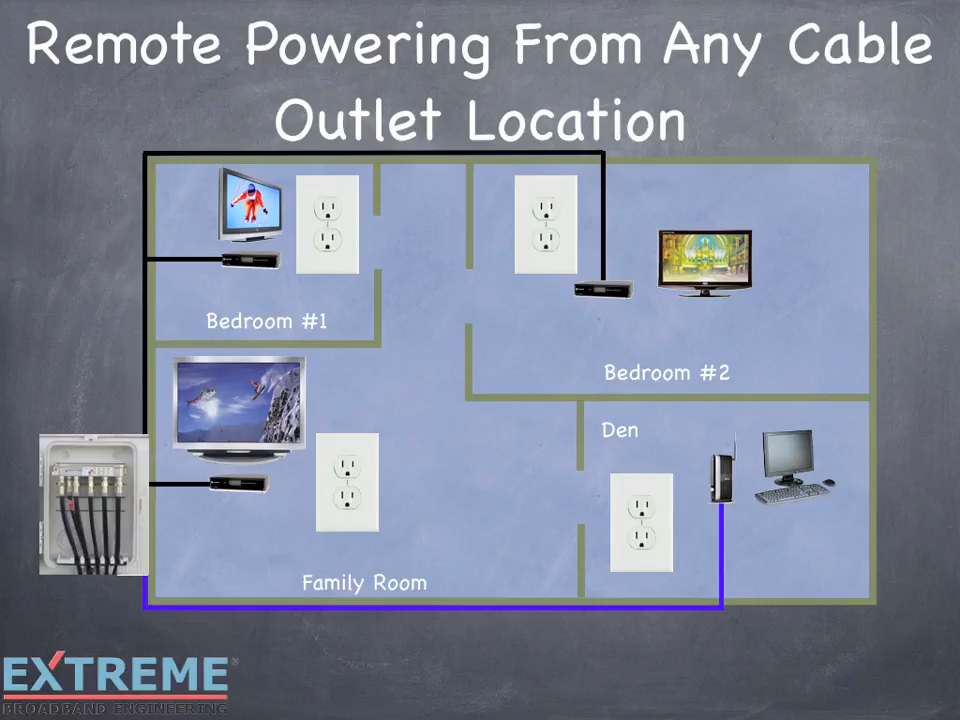 Remote Powering From Any Cable
Outlet Location
Bedroom #1
Bedroom #2
Den
Family Room
EXTREME®
BROADBAND ENGINEERING